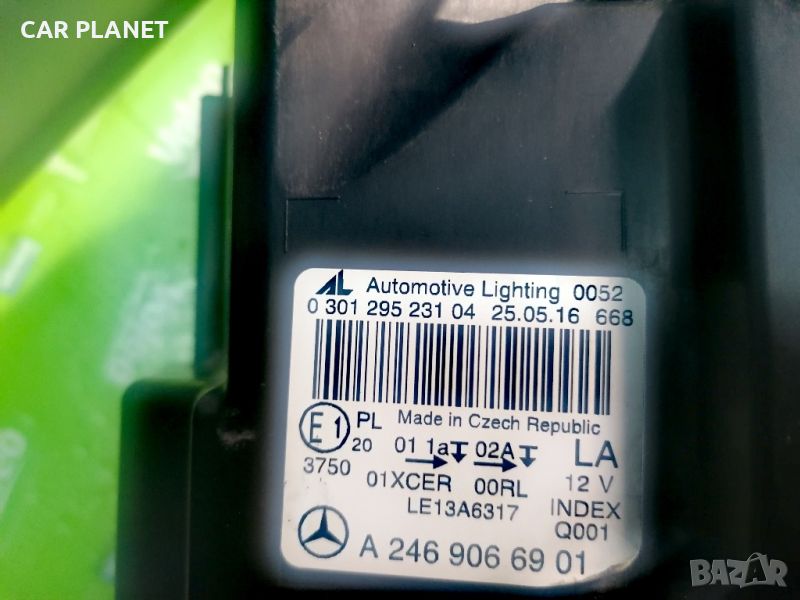 CAR PLANET
AL Automotive Lighting 0052
0 301 295 231 04 25.05.16 668
E1 PL Made in Czech Republic
20 01 1a 02A LA
3750 01XCER 00RL 12 V
LE13A6317 INDEX
Q001
A 246 906 69 01
BAZAR